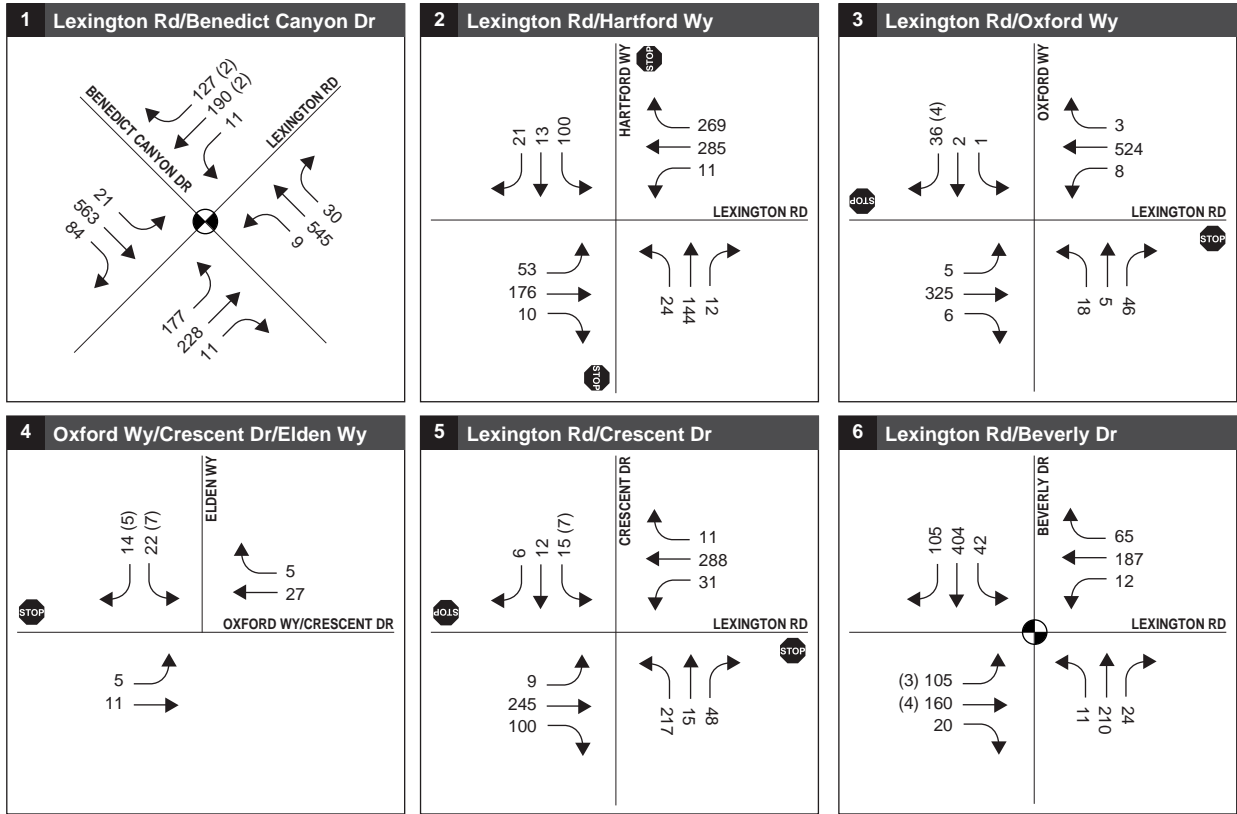 1 Lexington Rd/Benedict Canyon Dr
BENEDICT CANYON DR
LEXINGTON RD
127 (2)
190 (2)
11
21
563
84
30
545
9
177
228
11
2 Lexington Rd/Hartford Wy
HARTFORD WY
STOP
21
13
100
269
285
11
LEXINGTON RD
53
176
10
24
144
12
STOP
3 Lexington Rd/Oxford Wy
OXFORD WY
36 (4)
2
1
3
524
8
STOP
LEXINGTON RD
STOP
5
325
6
18
5
46
4 Oxford Wy/Crescent Dr/Elden Wy
ELDEN WY
14 (5)
22 (7)
5
27
STOP
OXFORD WY/CRESCENT DR
5
11
5 Lexington Rd/Crescent Dr
CRESCENT DR
6
12
15 (7)
11
288
31
STOP
LEXINGTON RD
STOP
9
245
100
217
15
48
6 Lexington Rd/Beverly Dr
BEVERLY DR
105
404
42
65
187
12
LEXINGTON RD
(3) 105
(4) 160
20
11
210
24